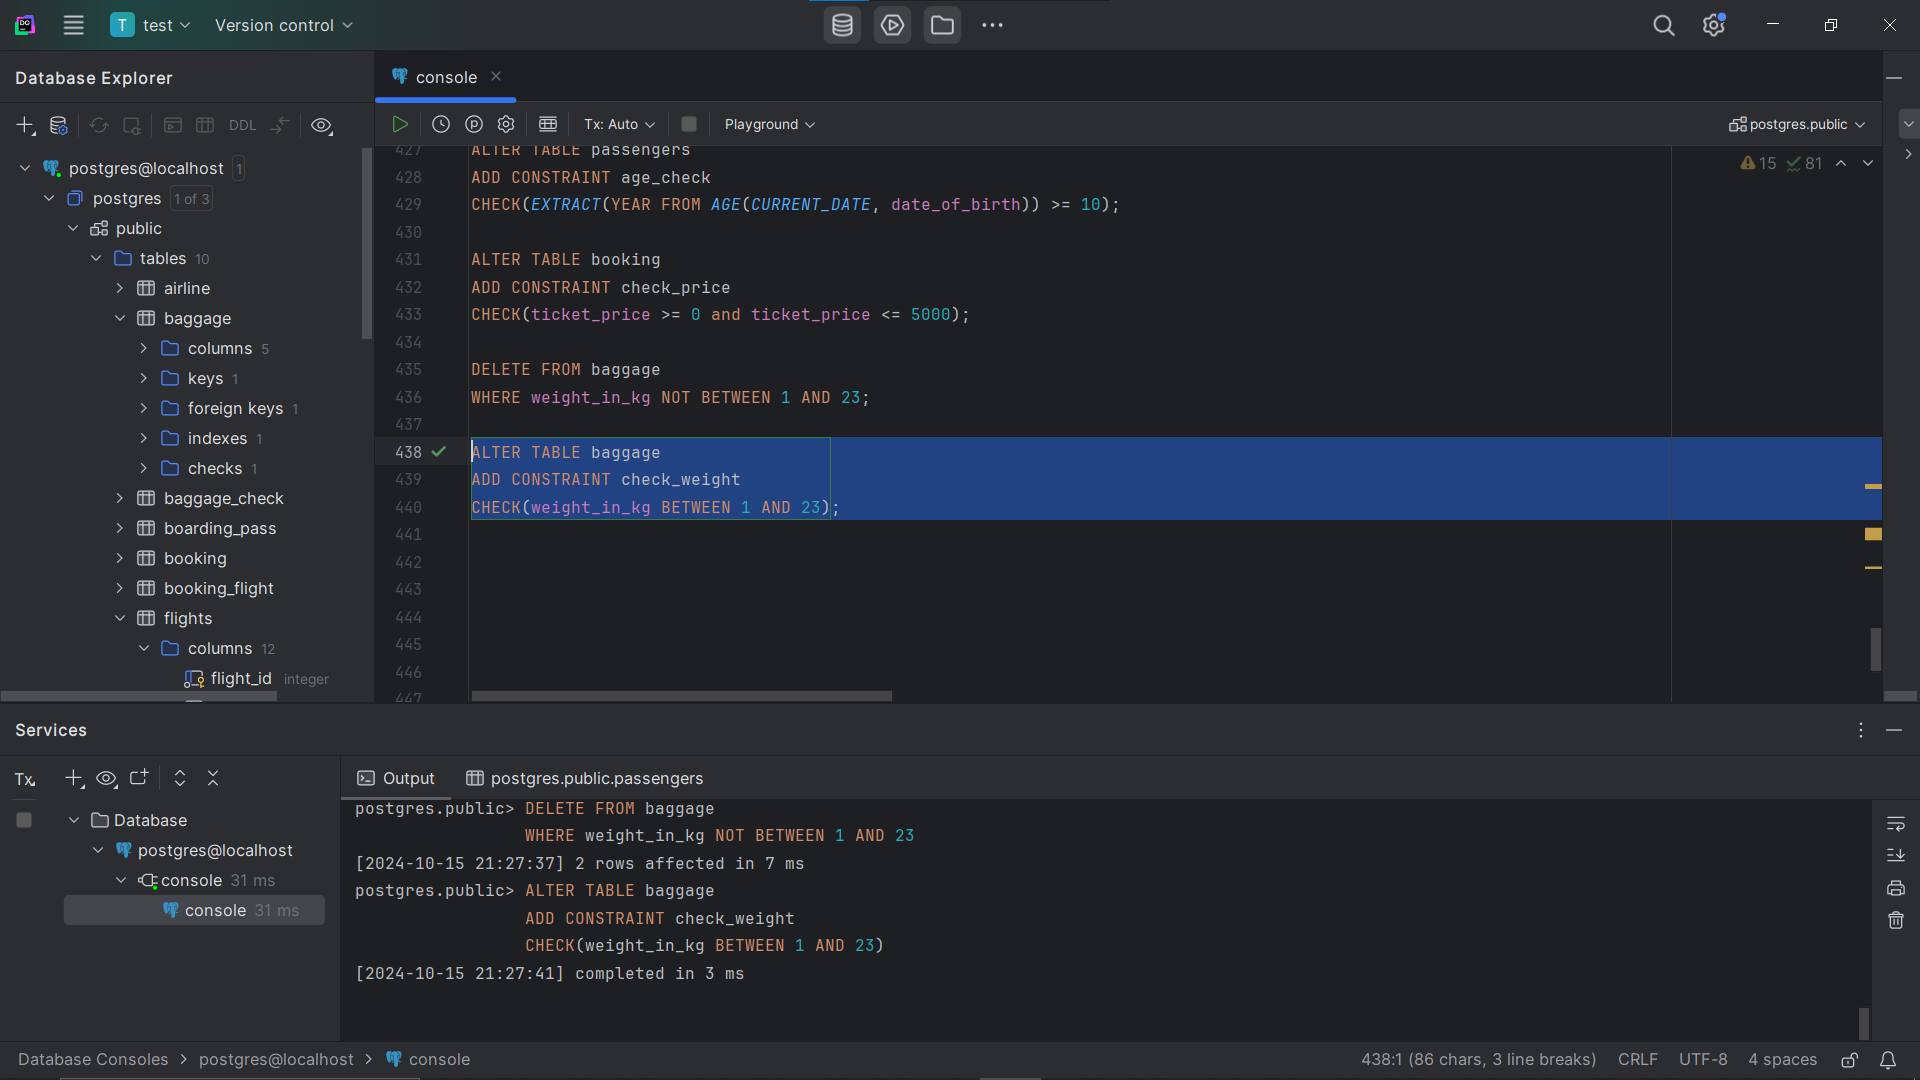 T test Version control
Database Explorer
console
DDL
Tx: Auto
Playground
postgres.public
postgres@localhost 1
postgres 1 of 3
public
tables 10
airline
baggage
columns 5
keys 1
foreign keys 1
indexes 1
checks 1
baggage_check
boarding_pass
booking
booking_flight
flights
columns 12
flight_id integer
15 81
427 ALTER TABLE passengers
428 ADD CONSTRAINT age_check
429 CHECK(EXTRACT(YEAR FROM AGE(CURRENT_DATE, date_of_birth)) >= 10);
430
431 ALTER TABLE booking
432 ADD CONSTRAINT check_price
433 CHECK(ticket_price >= 0 and ticket_price <= 5000);
434
435 DELETE FROM baggage
436 WHERE weight_in_kg NOT BETWEEN 1 AND 23;
437
438 ALTER TABLE baggage
439 ADD CONSTRAINT check_weight
440 CHECK(weight_in_kg BETWEEN 1 AND 23);
441
442
443
444
445
446
447
Services
Tx
Database
postgres@localhost
console 31 ms
console 31 ms
Output postgres.public.passengers
postgres.public> DELETE FROM baggage
WHERE weight_in_kg NOT BETWEEN 1 AND 23
[2024-10-15 21:27:37] 2 rows affected in 7 ms
postgres.public> ALTER TABLE baggage
ADD CONSTRAINT check_weight
CHECK(weight_in_kg BETWEEN 1 AND 23)
[2024-10-15 21:27:41] completed in 3 ms
Database Consoles > postgres@localhost > console
438:1 (86 chars, 3 line breaks) CRLF UTF-8 4 spaces